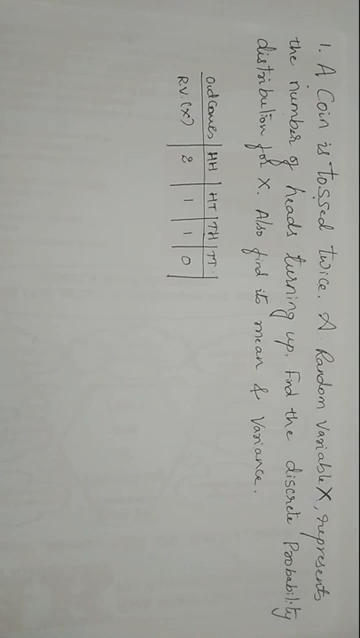 1. A Coin is tossed twice. A Random Variable X, represents
the number of heads turning up. Find the discrete Probability
distribution for X. Also find its mean & Variance.
Outcomes | HH | HT | TH | TT
R.V.(X) | 2 | 1 | 1 | 0